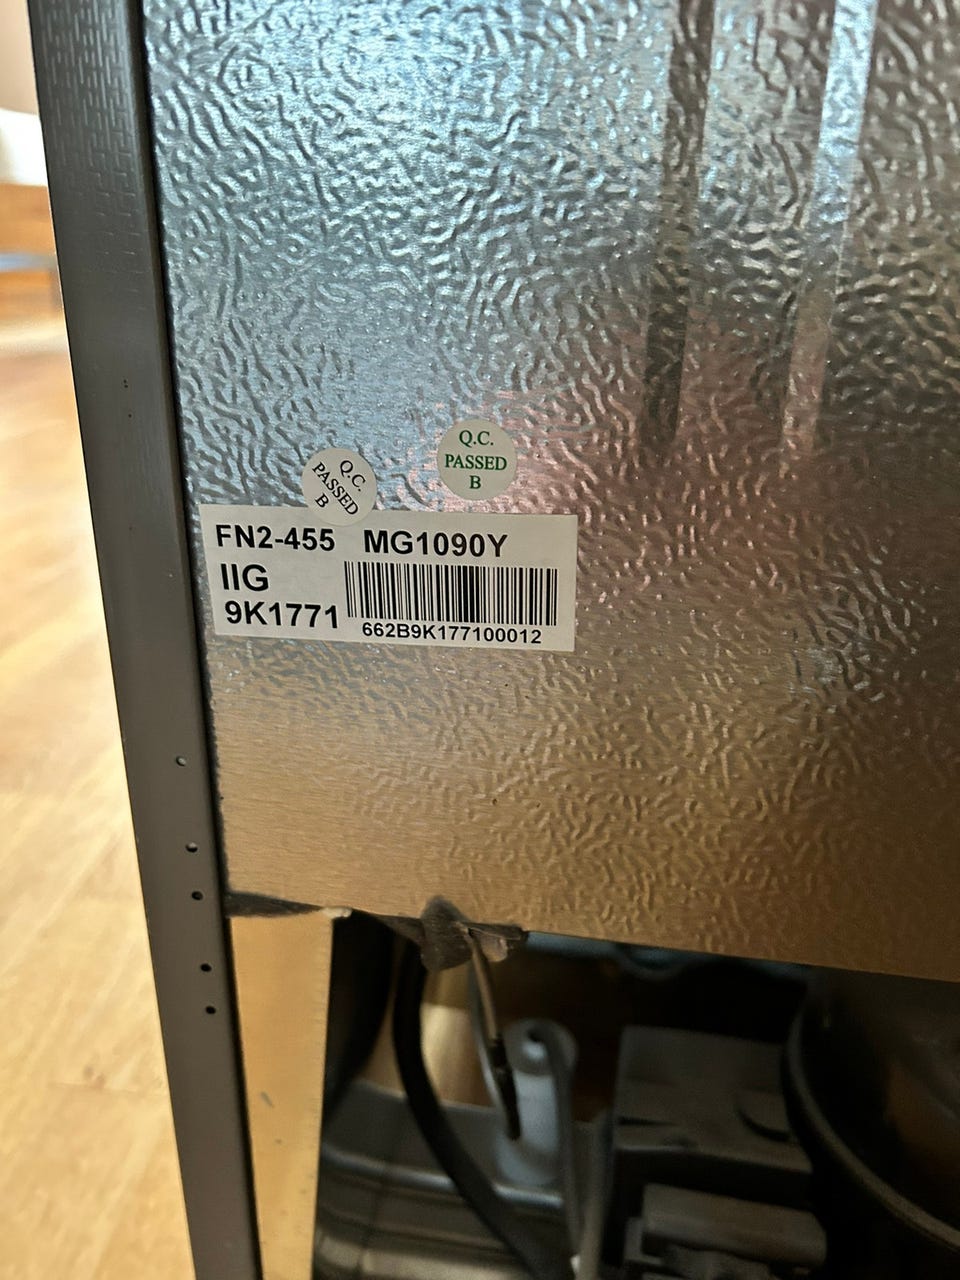 Q.C.
PASSED
B
Q.C.
PASSED
B
FN2-455 MG1090Y
IIG
9K1771
662B9K177100012